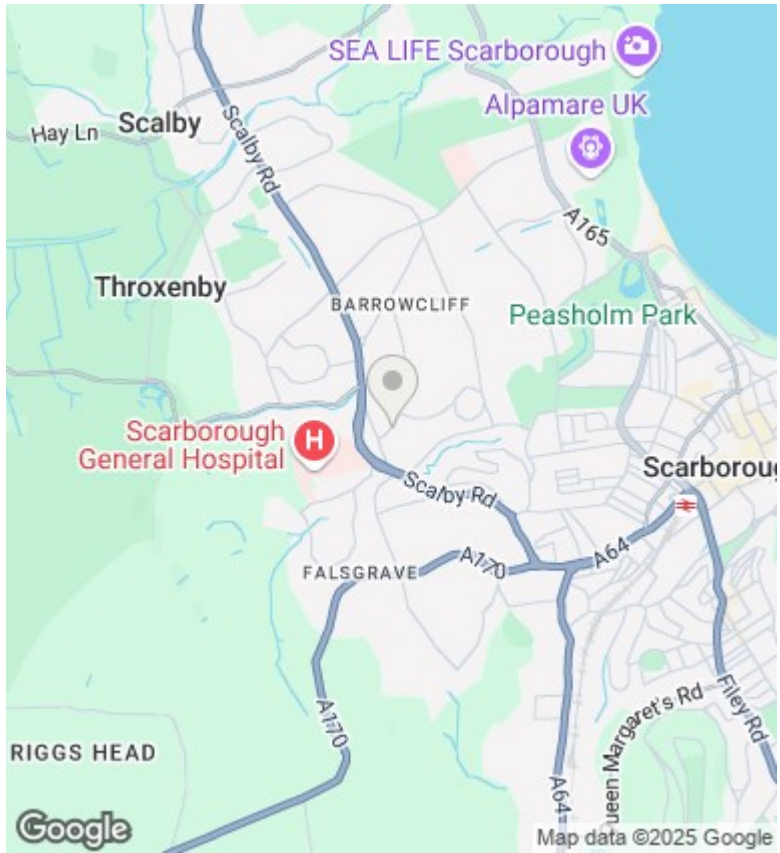 SEA LIFE Scarborough
Alpamare UK
Scalby
Hay Ln
Scalby Rd
A165
Throxenby
BARROWCLIFF
Peasholm Park
Scarborough
General Hospital
H
Scarboroug
Scalby Rd
A64
A170
FALSGRAVE
A170
RIGGS HEAD
A64
Queen Margaret's Rd
Filey Rd
Google
Map data ©2025 Google